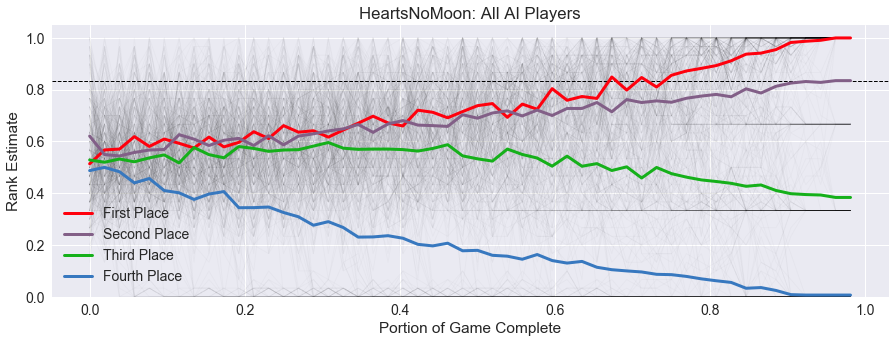 HeartsNoMoon: All AI Players
1.0
0.8
0.6
0.4
0.2
0.0
Rank Estimate
First Place
Second Place
Third Place
Fourth Place
0.0 0.2 0.4 0.6 0.8 1.0
Portion of Game Complete